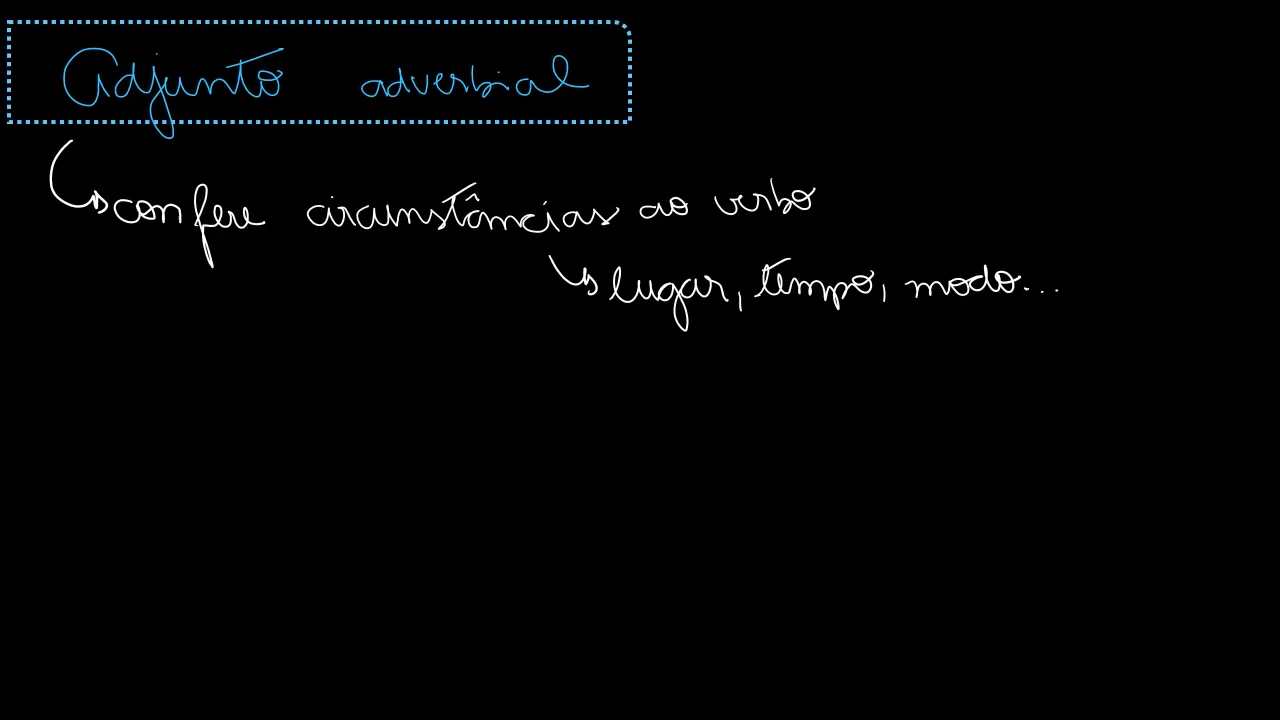 Adjunto adverbial
confere circunstâncias ao verbo
lugar, tempo, modo...